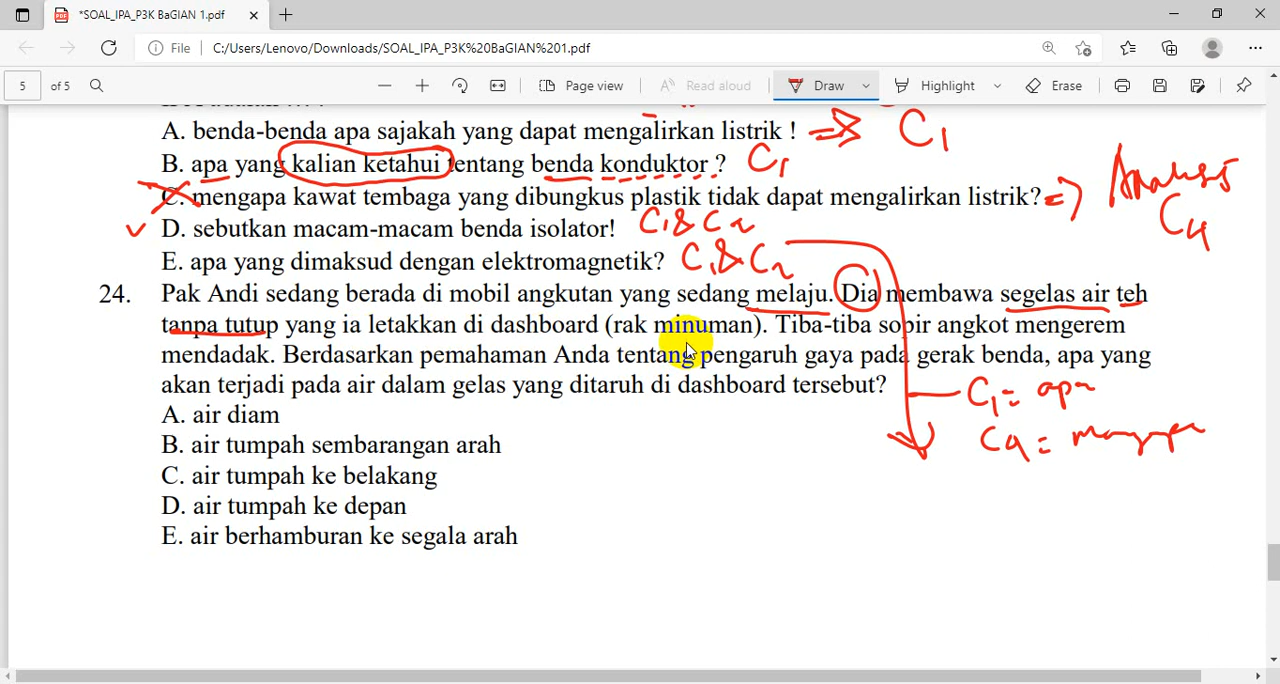 *SOAL_IPA_P3K BaGIAN 1.pdf
File | C:/Users/Lenovo/Downloads/SOAL_IPA_P3K%20BaGIAN%201.pdf
5 of 5 Page view Read aloud Draw Highlight Erase
A. benda-benda apa sajakah yang dapat mengalirkan listrik ! => C1
B. apa yang kalian ketahui tentang benda konduktor ? C1
C. mengapa kawat tembaga yang dibungkus plastik tidak dapat mengalirkan listrik? => Analisis
C4
D. sebutkan macam-macam benda isolator! C1 & C2
E. apa yang dimaksud dengan elektromagnetik? C1 & C2
24. Pak Andi sedang berada di mobil angkutan yang sedang melaju. Dia membawa segelas air teh
tanpa tutup yang ia letakkan di dashboard (rak minuman). Tiba-tiba sopir angkot mengerem
mendadak. Berdasarkan pemahaman Anda tentang pengaruh gaya pada gerak benda, apa yang
akan terjadi pada air dalam gelas yang ditaruh di dashboard tersebut?
C1 = apa
A. air diam
C4 = mengapa
B. air tumpah sembarangan arah
C. air tumpah ke belakang
D. air tumpah ke depan
E. air berhamburan ke segala arah